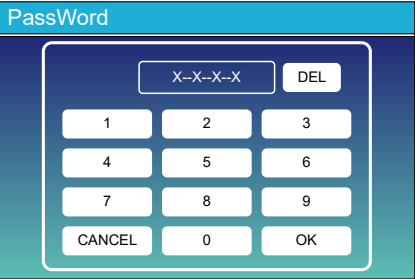 PassWord
X--X--X--X DEL
1 2 3
4 5 6
7 8 9
CANCEL 0 OK